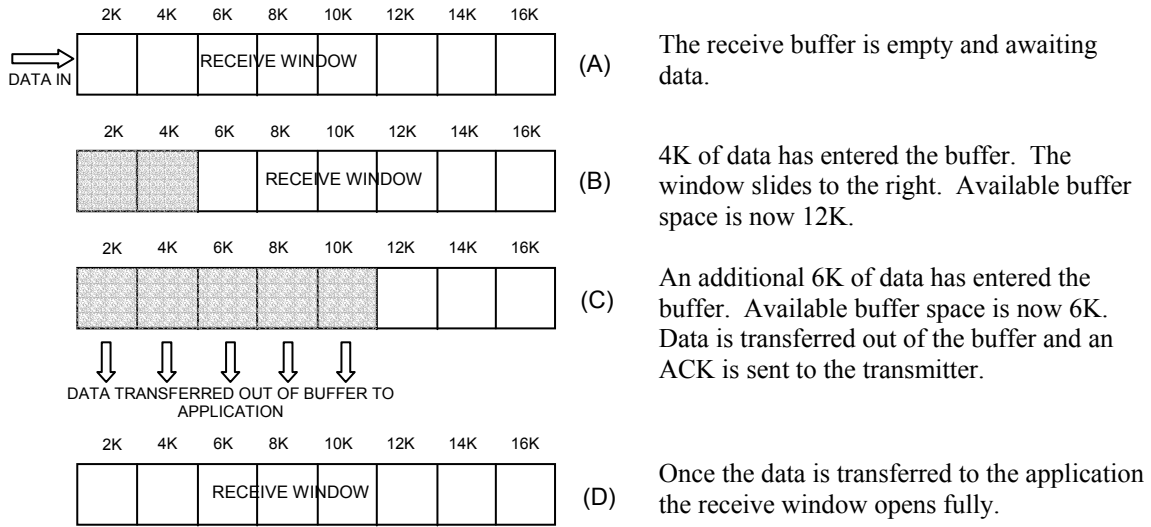 2K 4K 6K 8K 10K 12K 14K 16K
DATA IN
RECEIVE WINDOW
(A)
The receive buffer is empty and awaiting
data.
2K 4K 6K 8K 10K 12K 14K 16K
RECEIVE WINDOW
(B)
4K of data has entered the buffer. The
window slides to the right. Available buffer
space is now 12K.
2K 4K 6K 8K 10K 12K 14K 16K
(C)
An additional 6K of data has entered the
buffer. Available buffer space is now 6K.
Data is transferred out of the buffer and an
ACK is sent to the transmitter.
DATA TRANSFERRED OUT OF BUFFER TO
APPLICATION
2K 4K 6K 8K 10K 12K 14K 16K
RECEIVE WINDOW
(D)
Once the data is transferred to the application
the receive window opens fully.